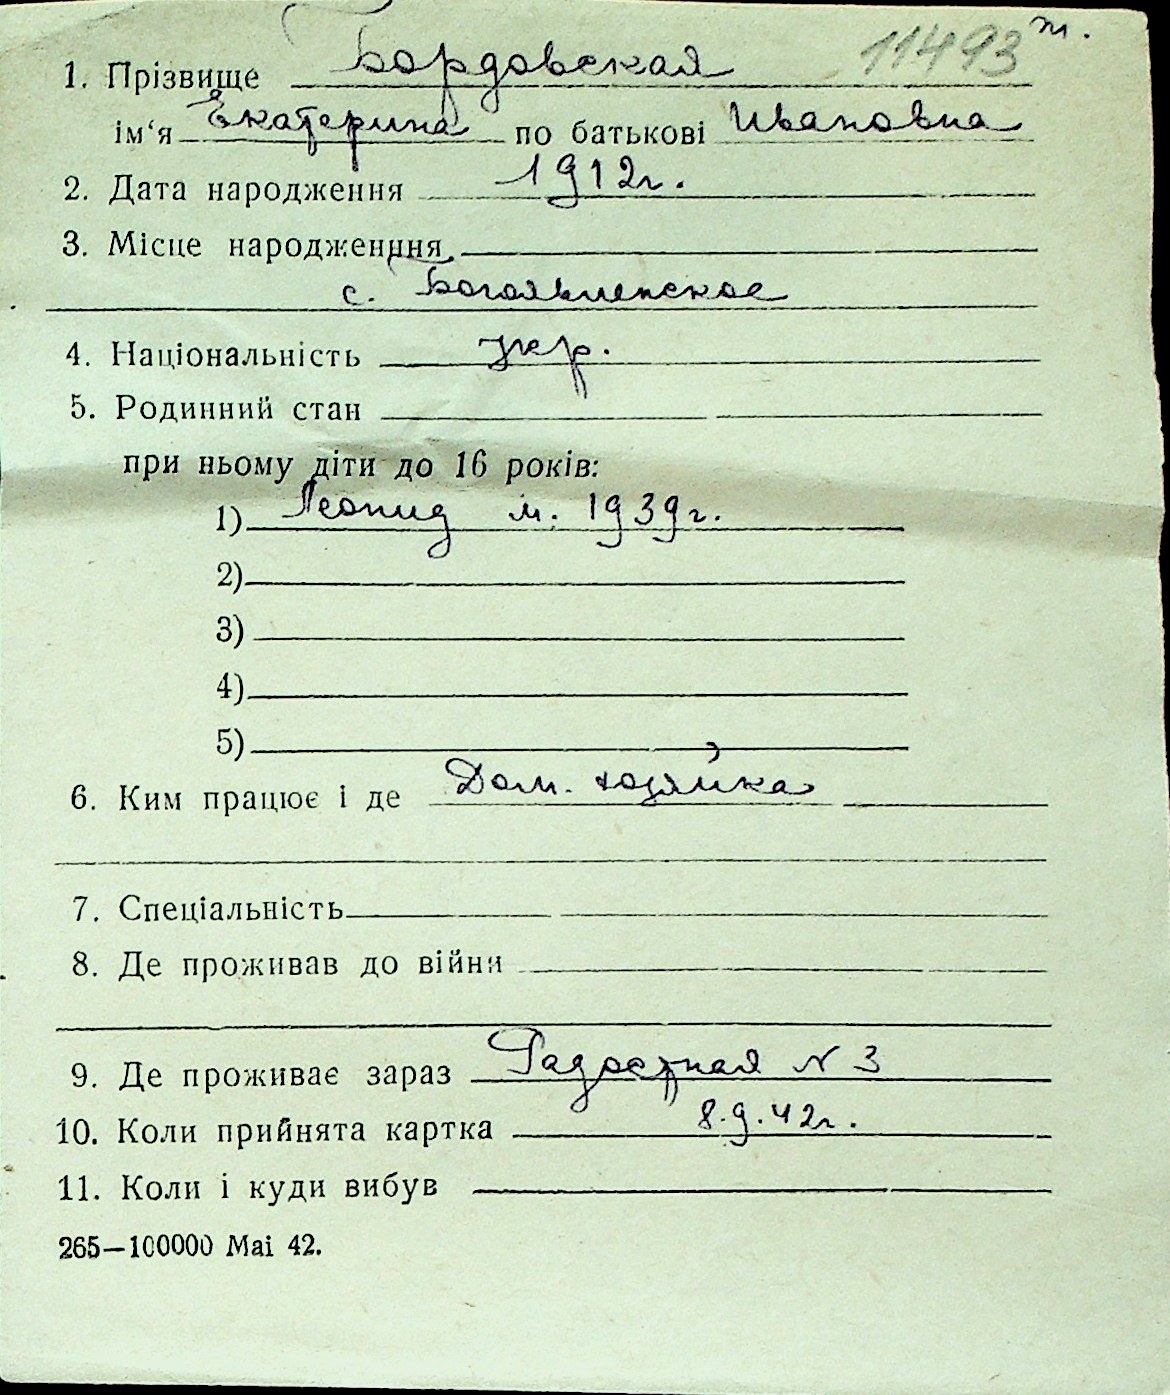 11493 т.
1. Прізвище Бордовская
ім‘я Екатерина по батькові Ивановна
2. Дата народження 1912г.
3. Місце народженння
с. Богоявленское
4. Національність укр.
5. Родинний стан
при ньому діти до 16 років:
1) Леонид м. 1939г.
2)
3)
4)
5)
6. Ким працює і де Дом. хозяйка
7. Спеціальність
8. Де проживав до війни
9. Де проживає зараз Радостная N 3
10. Коли прийнята картка 8.9.42г.
11. Коли і куди вибув
265—100000 Mai 42.